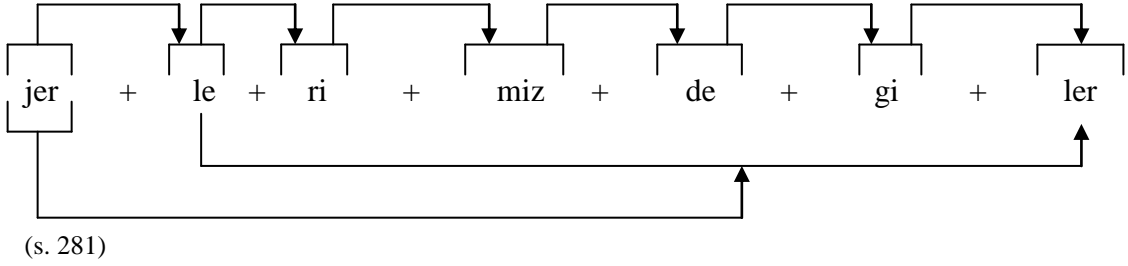 jer + le + ri + miz + de + gi + ler
(s. 281)